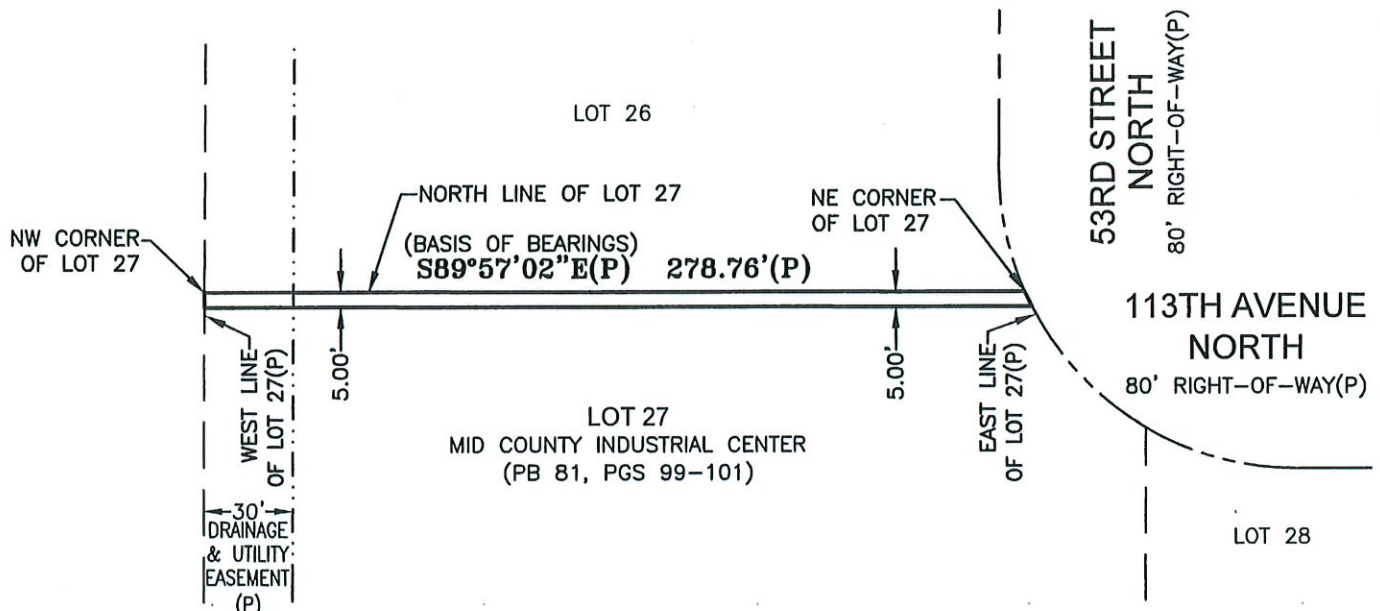 53RD STREET
NORTH
80' RIGHT-OF-WAY(P)
LOT 26
NORTH LINE OF LOT 27
NE CORNER
OF LOT 27
NW CORNER
OF LOT 27
(BASIS OF BEARINGS)
S89°57'02"E(P) 278.76'(P)
113TH AVENUE
NORTH
80' RIGHT-OF-WAY(P)
WEST LINE
OF LOT 27(P)
5.00'
5.00'
EAST LINE
OF LOT 27(P)
LOT 27
MID COUNTY INDUSTRIAL CENTER
(PB 81, PGS 99-101)
30'
DRAINAGE
& UTILITY
EASEMENT
(P)
LOT 28